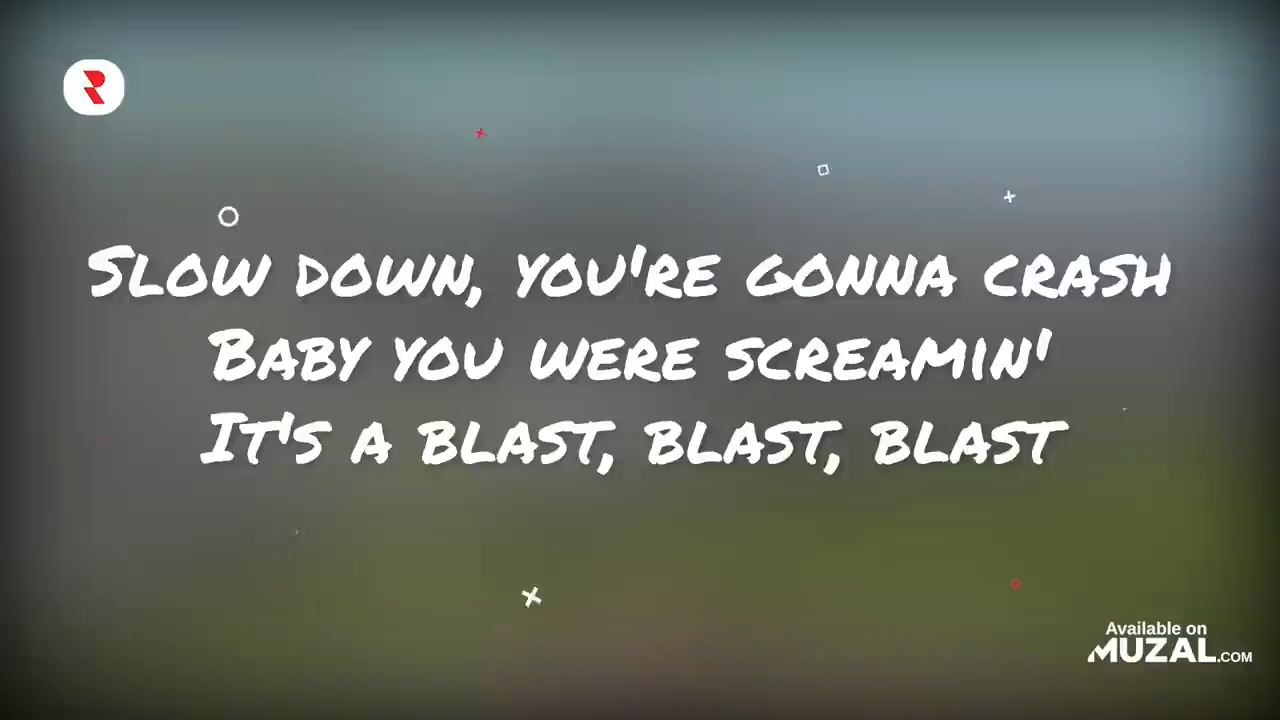 Slow down, you're gonna crash
Baby you were screamin'
It's a blast, blast, blast
Available on
MUZAL.COM